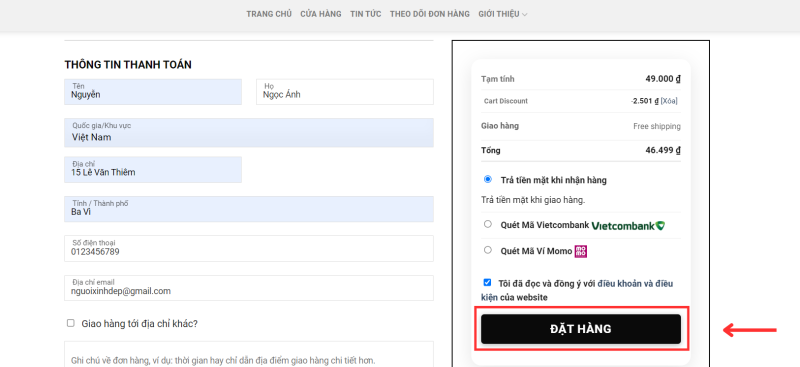 TRANG CHỦ CỬA HÀNG TIN TỨC THEO DÕI ĐƠN HÀNG GIỚI THIỆU
THÔNG TIN THANH TOÁN
Tên
Nguyễn
Họ
Ngọc Ánh
Quốc gia/Khu vực
Việt Nam
Địa chỉ
15 Lê Văn Thiêm
Tỉnh / Thành phố
Ba Vì
Số điện thoại
0123456789
Địa chỉ email
nguoixinhdep@gmail.com
Giao hàng tới địa chỉ khác?
Ghi chú về đơn hàng, ví dụ: thời gian hay chỉ dẫn địa điểm giao hàng chi tiết hơn.
Tạm tính 49.000 ₫
Cart Discount -2.501 ₫ [Xóa]
Giao hàng Free shipping
Tổng 46.499 ₫
Trả tiền mặt khi nhận hàng
Trả tiền mặt khi giao hàng.
Quét Mã Vietcombank Vietcombank
Quét Mã Ví Momo momo
Tôi đã đọc và đồng ý với điều khoản và điều
kiện của website
ĐẶT HÀNG